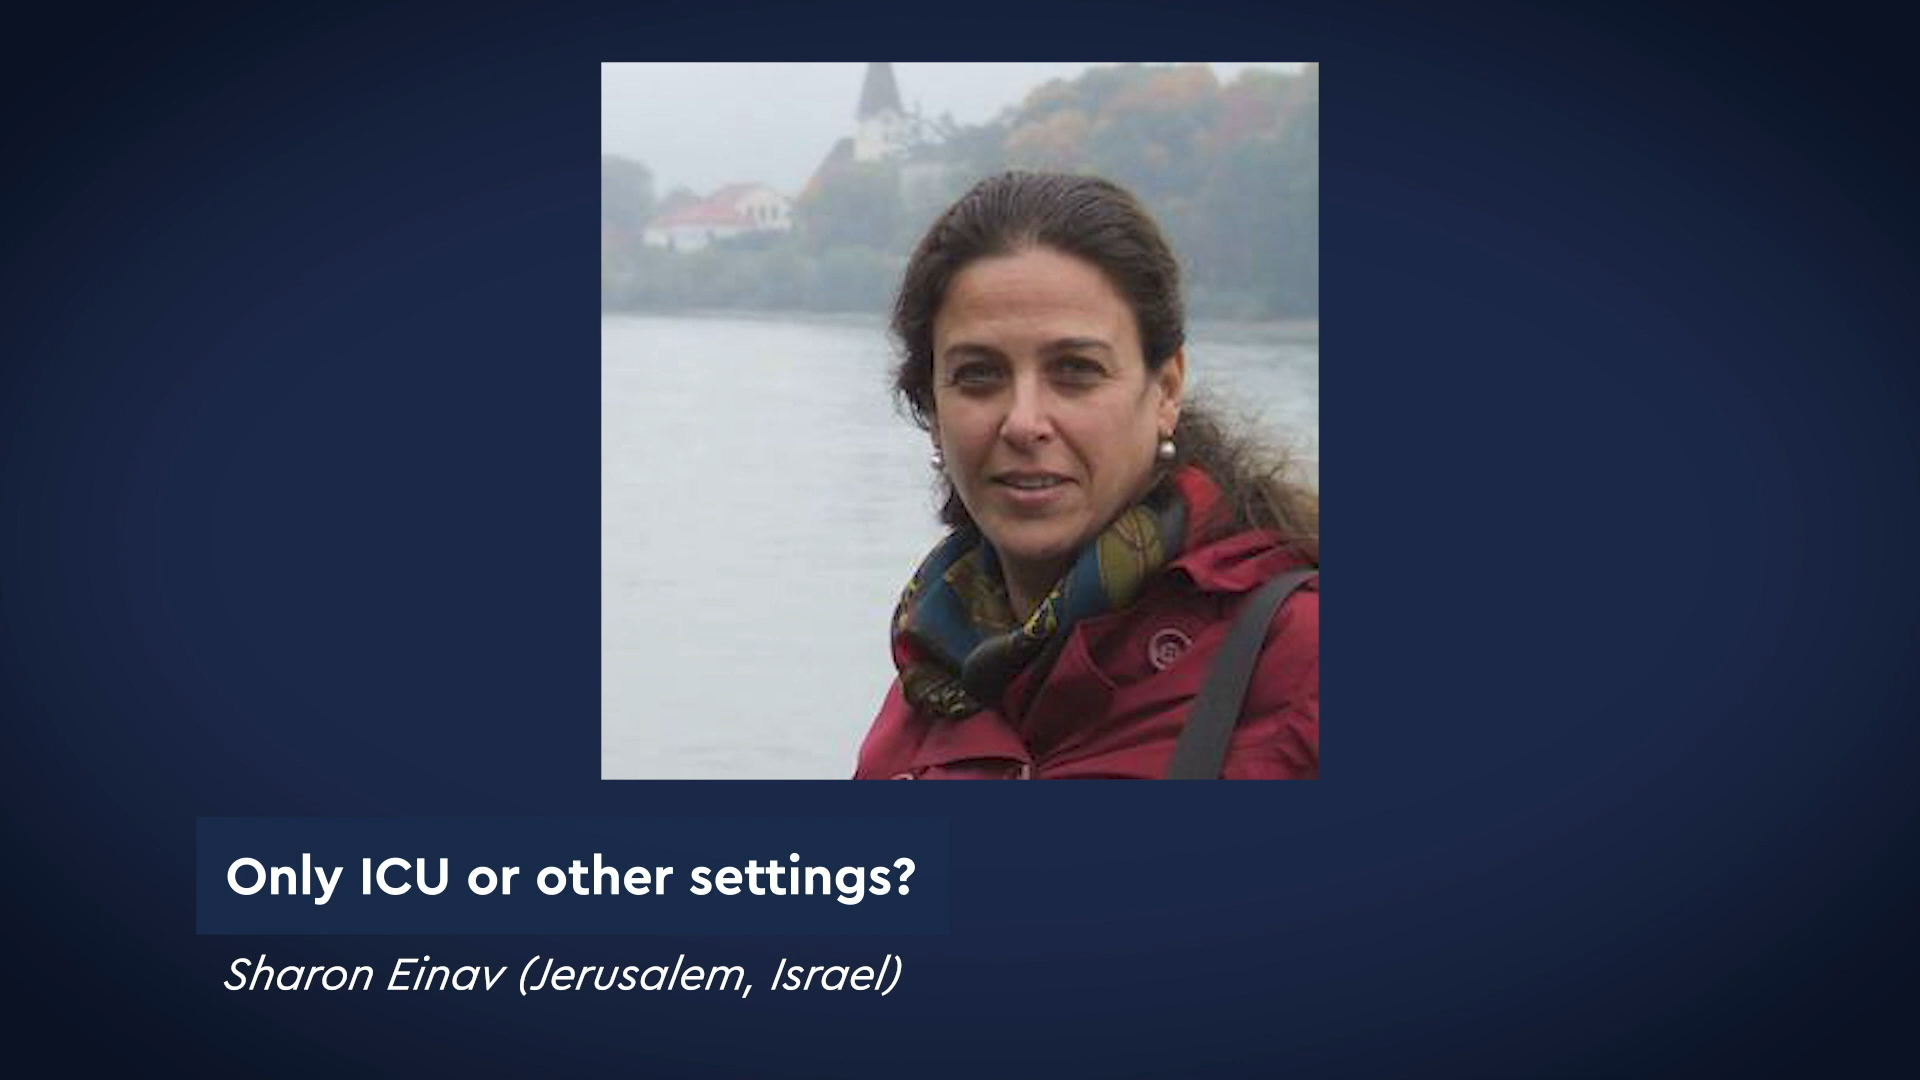 Only ICU or other settings?
Sharon Einav (Jerusalem, Israel)